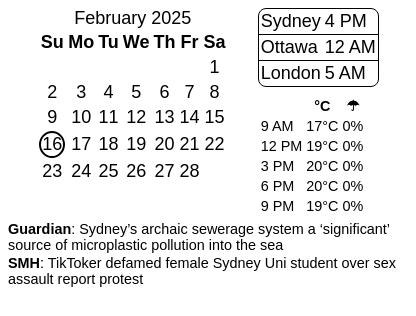 February 2025
Su Mo Tu We Th Fr Sa
1
2 3 4 5 6 7 8
9 10 11 12 13 14 15
16 17 18 19 20 21 22
23 24 25 26 27 28
Sydney 4 PM
Ottawa 12 AM
London 5 AM
°C ☂
9 AM 17°C 0%
12 PM 19°C 0%
3 PM 20°C 0%
6 PM 20°C 0%
9 PM 19°C 0%
Guardian: Sydney’s archaic sewerage system a ‘significant’
source of microplastic pollution into the sea
SMH: TikToker defamed female Sydney Uni student over sex
assault report protest